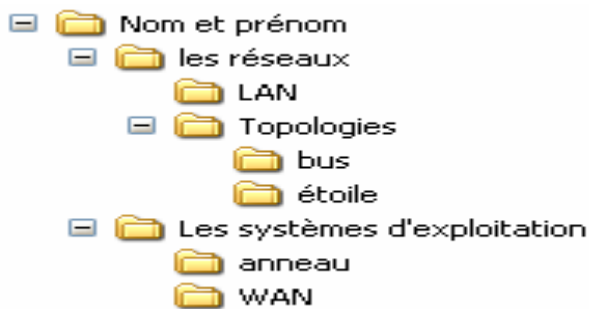 Nom et prénom
les réseaux
LAN
Topologies
bus
étoile
Les systèmes d'exploitation
anneau
WAN